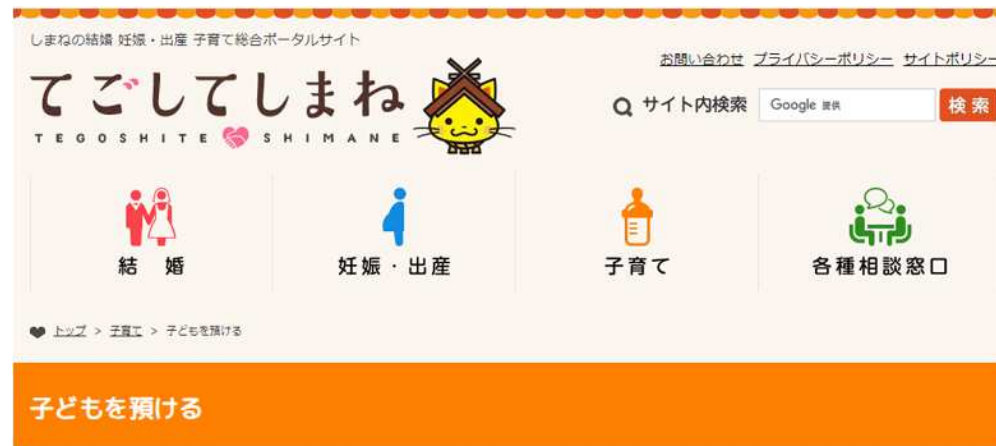 しまねの結婚 妊娠・出産 子育て総合ポータルサイト
お問い合わせ プライバシーポリシー サイトポリシー
てごしてしまね
TEGOSHITE SHIMANE
サイト内検索 Google 提供 検索
結 婚
妊娠・出産
子育て
各種相談窓口
トップ > 子育て > 子どもを預ける
子どもを預ける